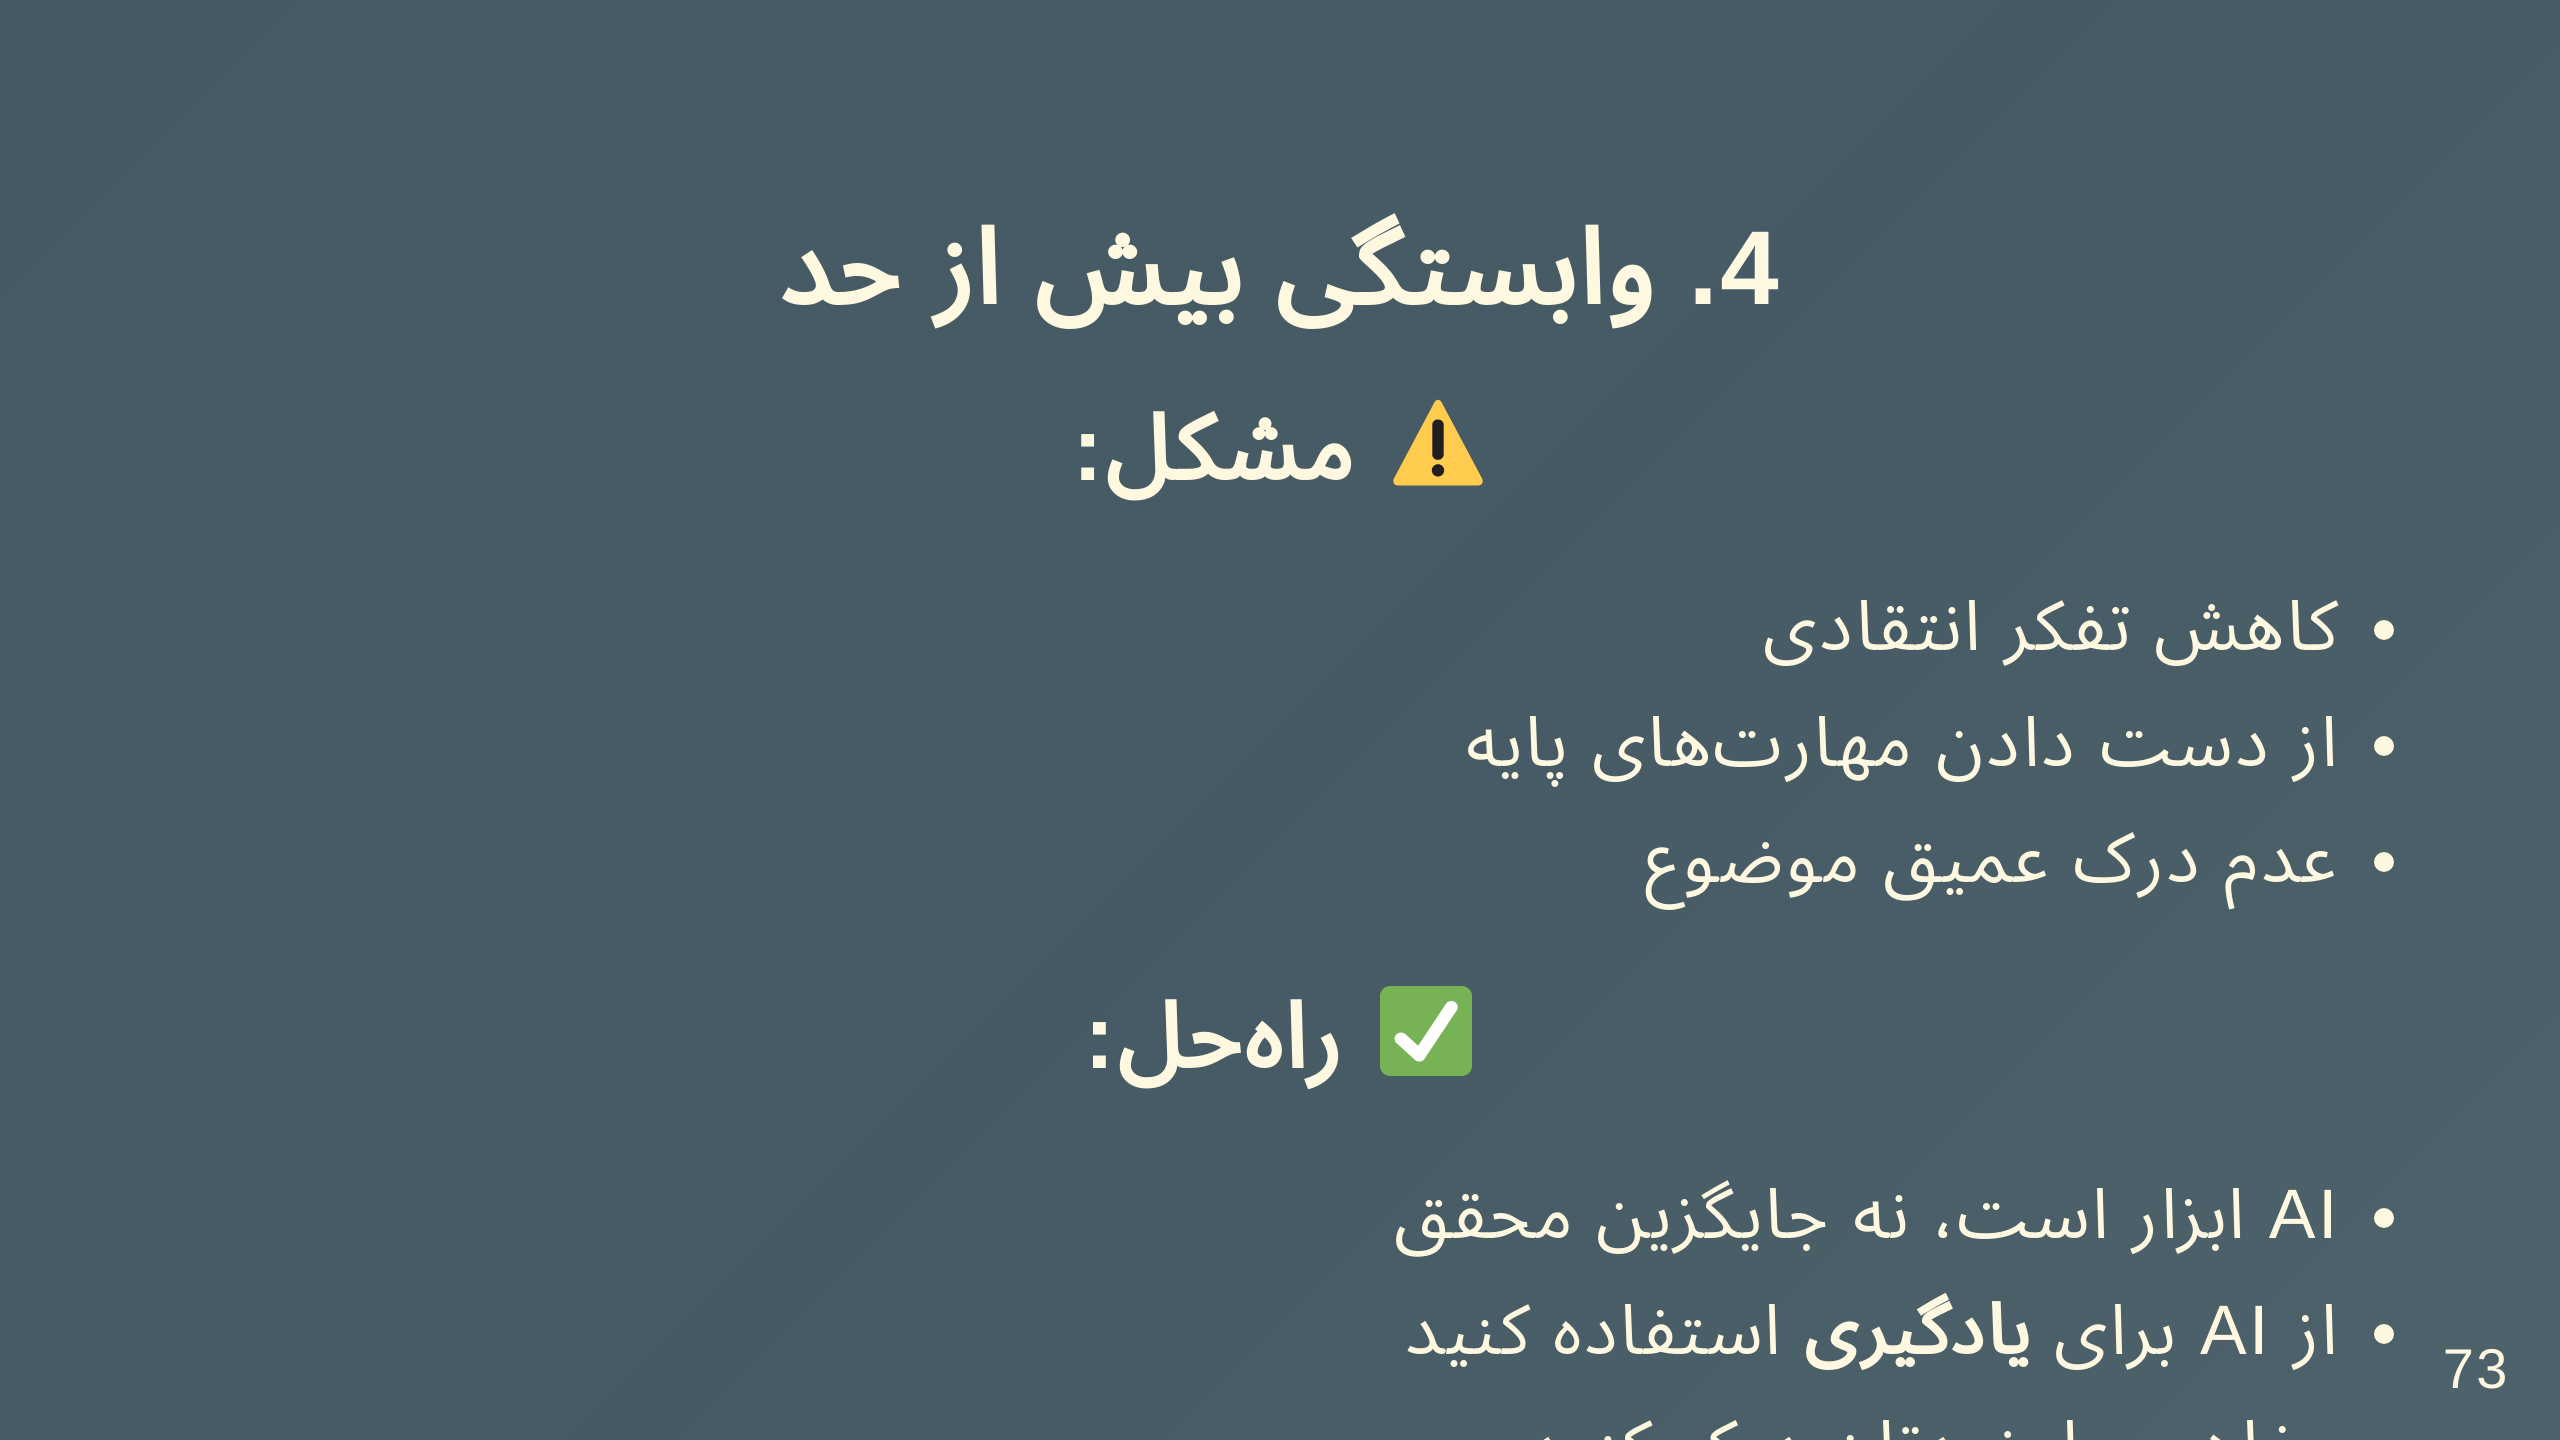 4. وابستگی بیش از حد
⚠️ مشکل:
• کاهش تفکر انتقادی
• از دست دادن مهارت‌های پایه
• عدم درک عمیق موضوع
✅ راه‌حل:
• AI ابزار است، نه جایگزین محقق
• از AI برای یادگیری استفاده کنید
73